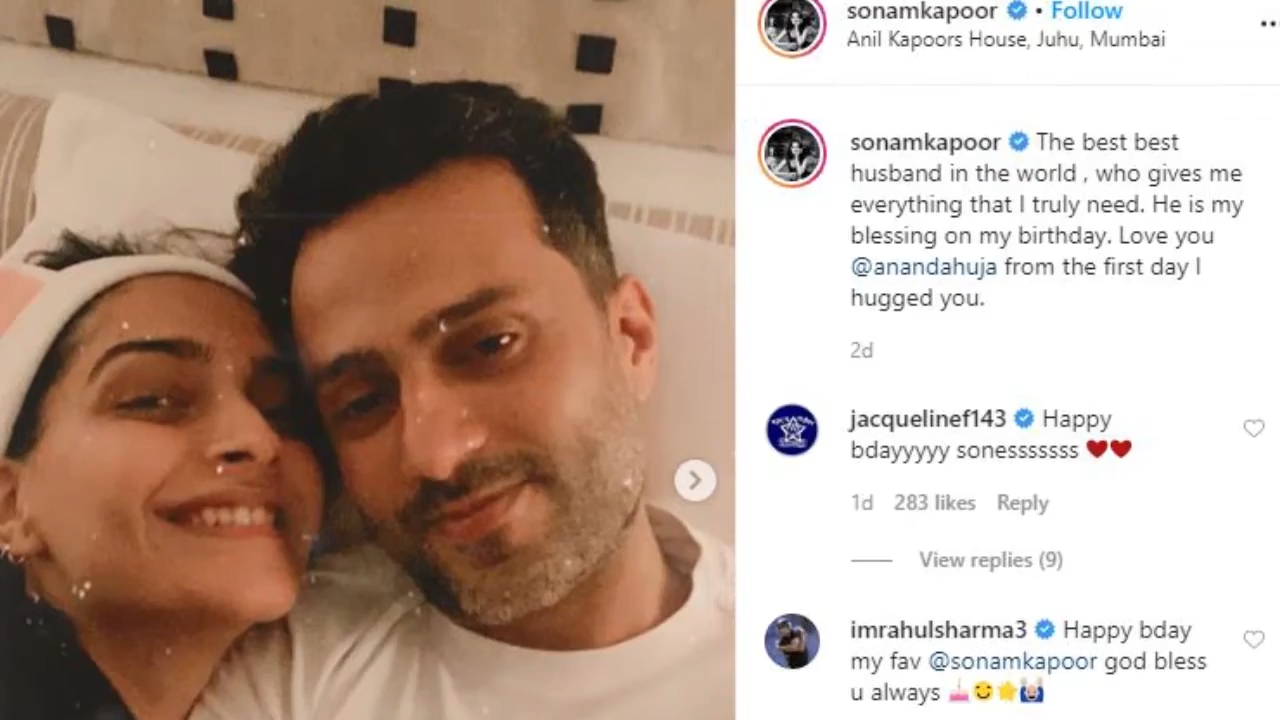 sonamkapoor • Follow
Anil Kapoors House, Juhu, Mumbai
sonamkapoor The best best
husband in the world , who gives me
everything that I truly need. He is my
blessing on my birthday. Love you
@anandahuja from the first day I
hugged you.
2d
jacquelinef143 Happy
bdayyyyy sonesssssss ❤❤
1d 283 likes Reply
View replies (9)
imrahulsharma3 Happy bday
my fav @sonamkapoor god bless
u always